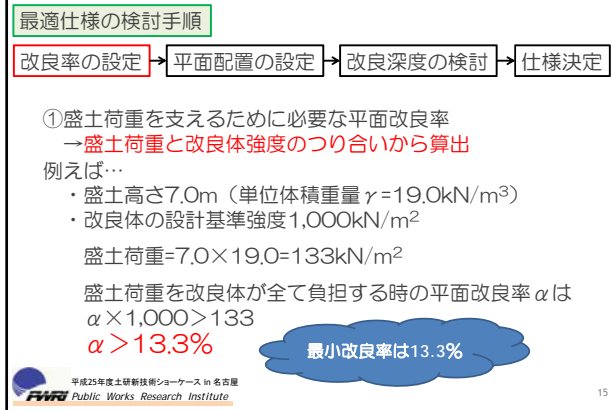 最適仕様の検討手順
改良率の設定→平面配置の設定→改良深度の検討→仕様決定
①盛土荷重を支えるために必要な平面改良率
→盛土荷重と改良体強度のつり合いから算出
例えば…
・盛土高さ7.0m（単位体積重量γ=19.0kN/m³）
・改良体の設計基準強度1,000kN/m²
盛土荷重=7.0×19.0=133kN/m²
盛土荷重を改良体が全て負担する時の平面改良率αは
α×1,000＞133
α＞13.3%
最小改良率は13.3%
平成25年度土研新技術ショーケース in 名古屋
PWRI Public Works Research Institute
15